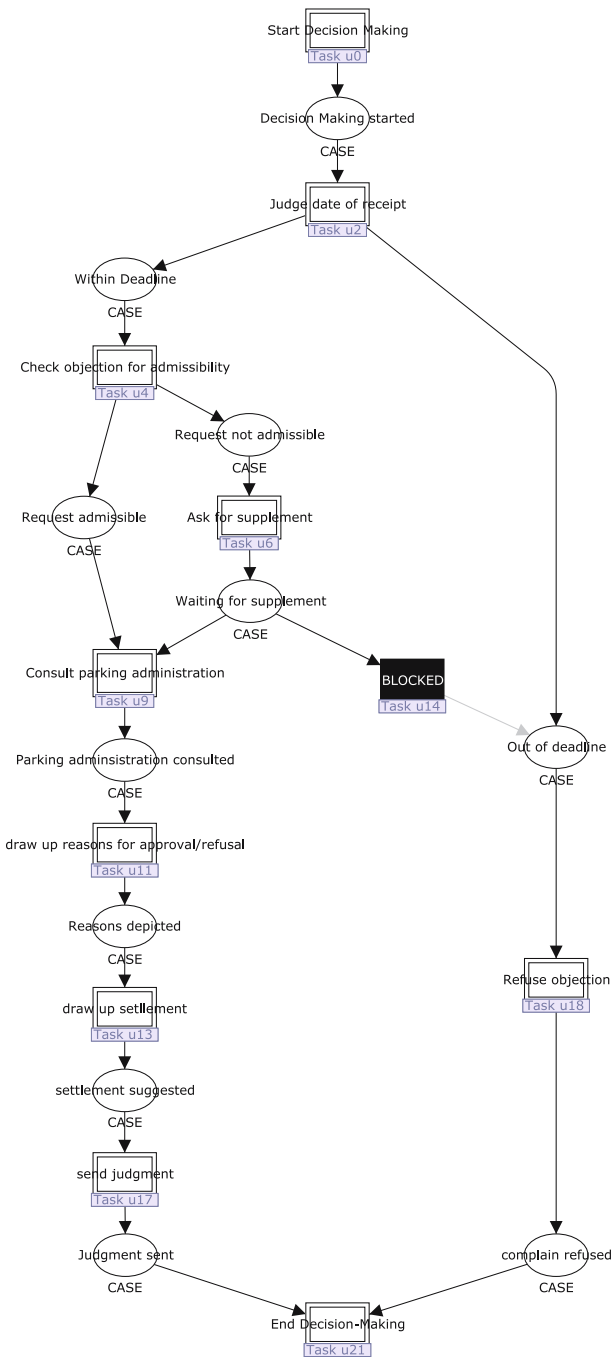 Start Decision Making
Task u0
Decision Making started
CASE
Judge date of receipt
Task u2
Within Deadline
CASE
Check objection for admissibility
Task u4
Request not admissible
CASE
Request admissible
CASE
Ask for supplement
Task u6
Waiting for supplement
CASE
Consult parking administration
Task u9
BLOCKED
Task u14
Out of deadline
CASE
Parking adminsistration consulted
CASE
draw up reasons for approval/refusal
Task u11
Reasons depicted
CASE
Refuse objection
Task u18
draw up setllement
Task u13
settlement suggested
CASE
send judgment
Task u17
Judgment sent
CASE
complain refused
CASE
End Decision-Making
Task u21